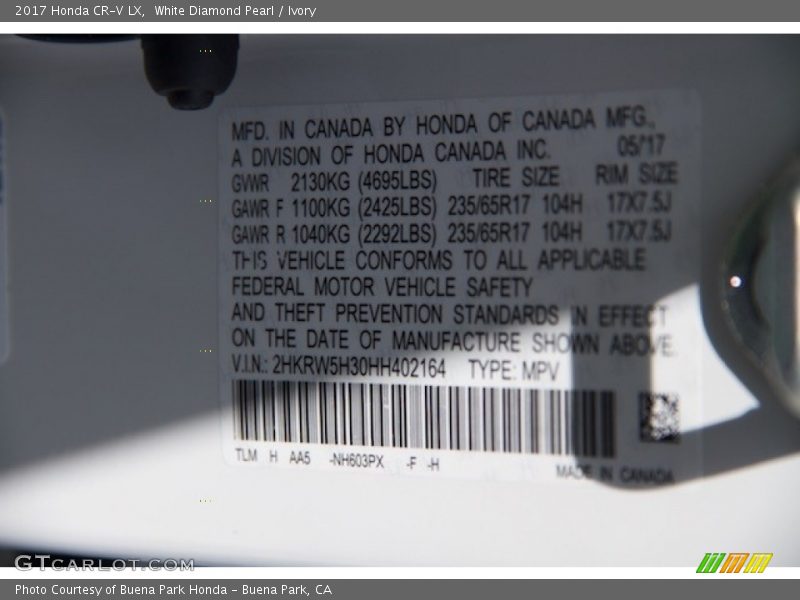 2017 Honda CR-V LX,  White Diamond Pearl / Ivory
MFD. IN CANADA BY HONDA OF CANADA MFG.,
A DIVISION OF HONDA CANADA INC. 05/17
GVWR 2130KG (4695LBS) TIRE SIZE RIM SIZE
GAWR F 1100KG (2425LBS) 235/65R17 104H 17X7.5J
GAWR R 1040KG (2292LBS) 235/65R17 104H 17X7.5J
THIS VEHICLE CONFORMS TO ALL APPLICABLE
FEDERAL MOTOR VEHICLE SAFETY
AND THEFT PREVENTION STANDARDS IN EFFECT
ON THE DATE OF MANUFACTURE SHOWN ABOVE.
V.I.N.: 2HKRW5H30HH402164 TYPE: MPV
TLM H AA5 -NH603PX -F -H
MADE IN CANADA
GTCARLOT.COM
Photo Courtesy of Buena Park Honda - Buena Park, CA